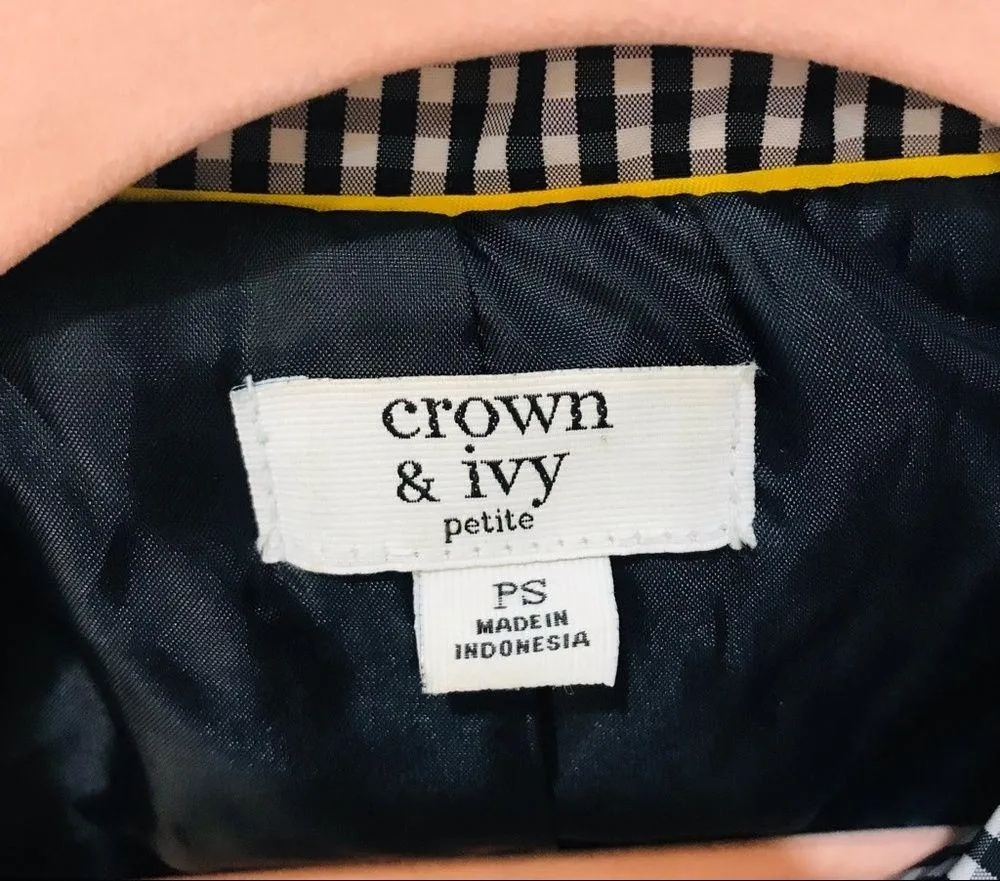 crown
& ivy
petite
PS
MADE IN
INDONESIA